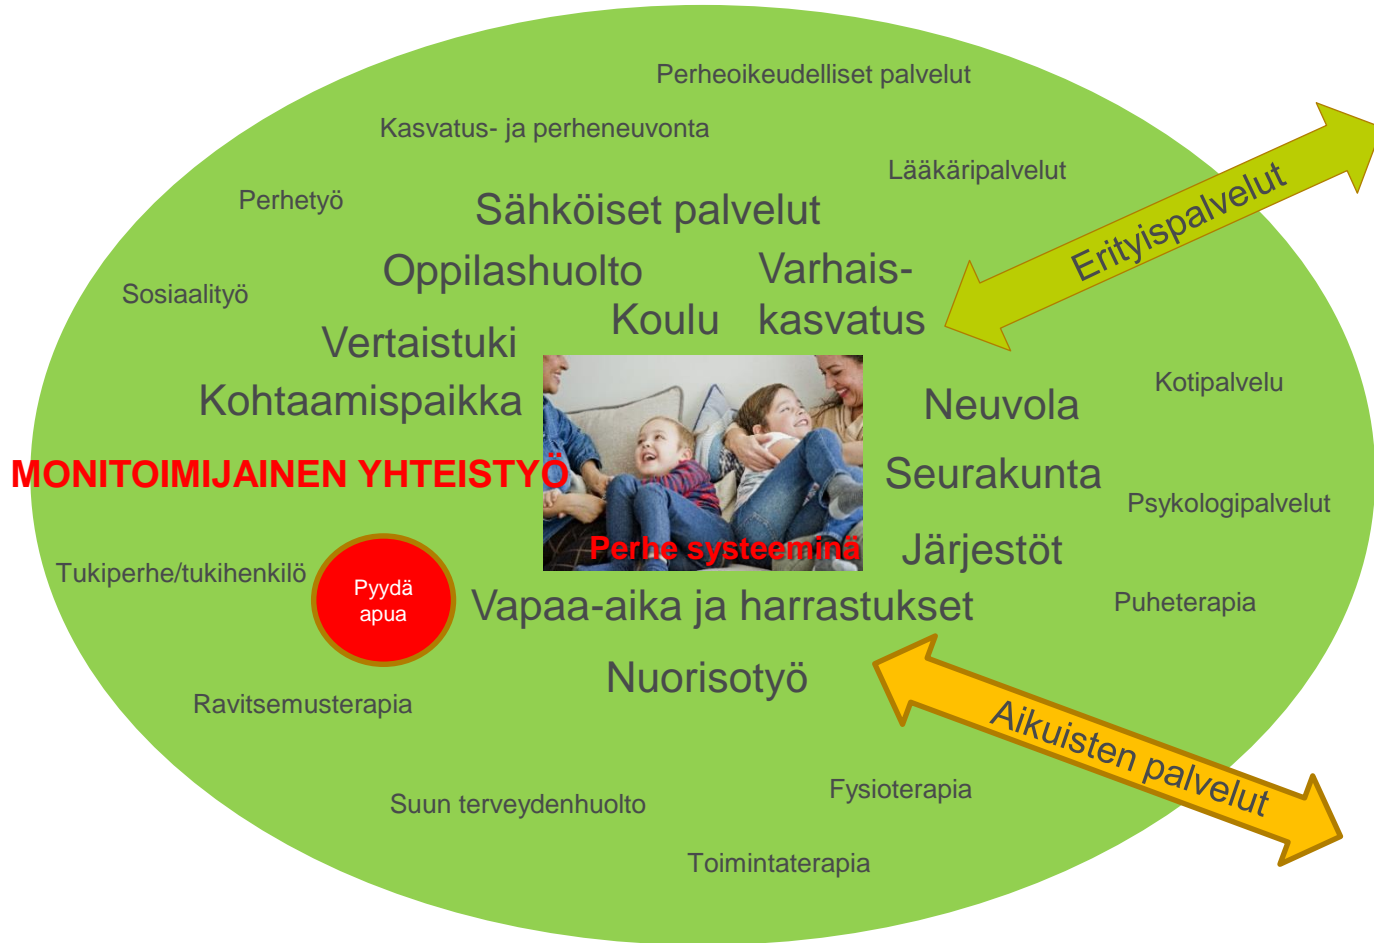 Perheoikeudelliset palvelut
Kasvatus- ja perheneuvonta
Lääkäripalvelut
Erityispalvelut
Perhetyö
Sähköiset palvelut
Oppilashuolto
Varhais-
kasvatus
Sosiaalityö
Koulu
Vertaistuki
Kohtaamispaikka
Neuvola
Kotipalvelu
MONITOIMIJAINEN YHTEISTYÖ
Seurakunta
Psykologipalvelut
Perhe systeeminä
Järjestöt
Tukiperhe/tukihenkilö
Pyydä
apua
Vapaa-aika ja harrastukset
Puheterapia
Nuorisotyö
Ravitsemusterapia
Aikuisten palvelut
Suun terveydenhuolto
Fysioterapia
Toimintaterapia